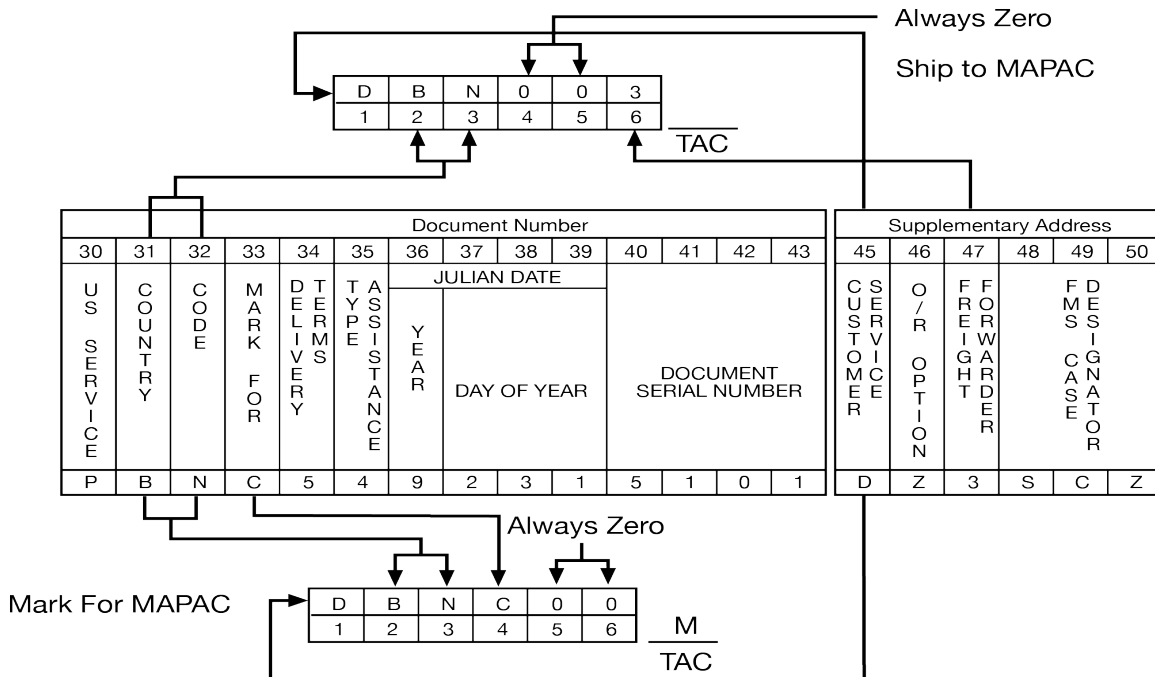 Always Zero
Ship to MAPAC
D B N 0 0 3
1 2 3 4 5 6
TAC
Document Number
Supplementary Address
30 31 32 33 34 35 36 37 38 39 40 41 42 43 45 46 47 48 49 50
US SERVICE
COUNTRY
CODE
MARK FOR
DELIVERY
TERMS
TYPE
ASSISTANCE
JULIAN DATE
YEAR
DAY OF YEAR
DOCUMENT
SERIAL NUMBER
CUSTOMER
SERVICE
O/R OPTION
FREIGHT
FORWARDER
FMS CASE
DESIGNATOR
P B N C 5 4 9 2 3 1 5 1 0 1 D Z 3 S C Z
Always Zero
Mark For MAPAC
D B N C 0 0
1 2 3 4 5 6
M
TAC